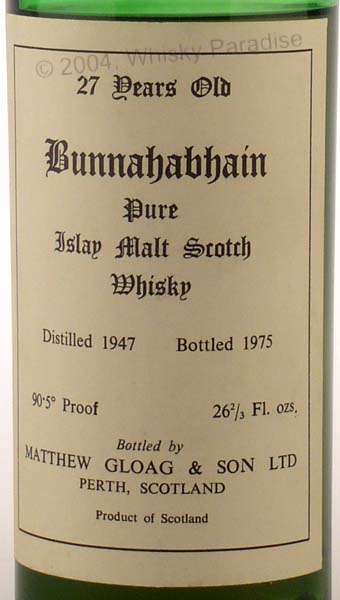 © 2004, Whisky Paradise
27 Years Old
Bunnahabhain
Pure
Islay Malt Scotch
Whisky
Distilled 1947 Bottled 1975
90·5° Proof 26²/₃ Fl. ozs.
Bottled by
MATTHEW GLOAG & SON LTD
PERTH, SCOTLAND
Product of Scotland